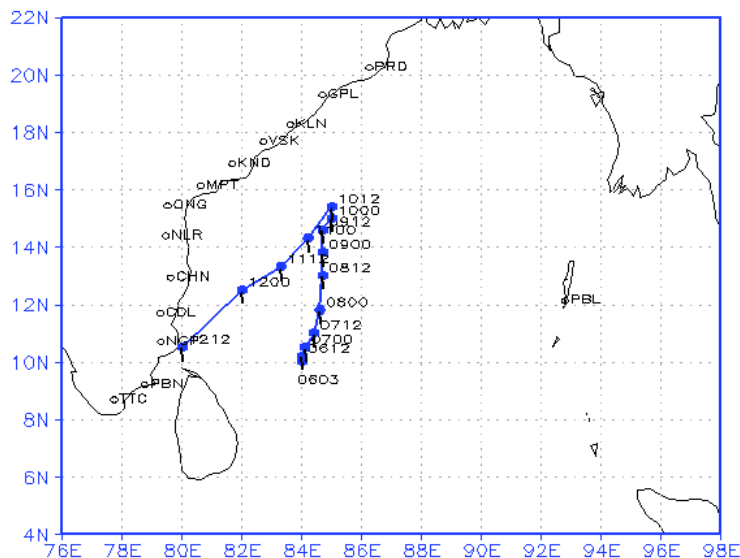 22N
20N
18N
16N
14N
12N
10N
8N
6N
4N
PRD
GPL
KLN
VSK
KND
MPT
ONG
NLR
CHN
CDL
PBN
TTC
PBL
1012
1000
0900
1112
0812
1200
0800
0712
0700
0612
0603
76E 78E 80E 82E 84E 86E 88E 90E 92E 94E 96E 98E